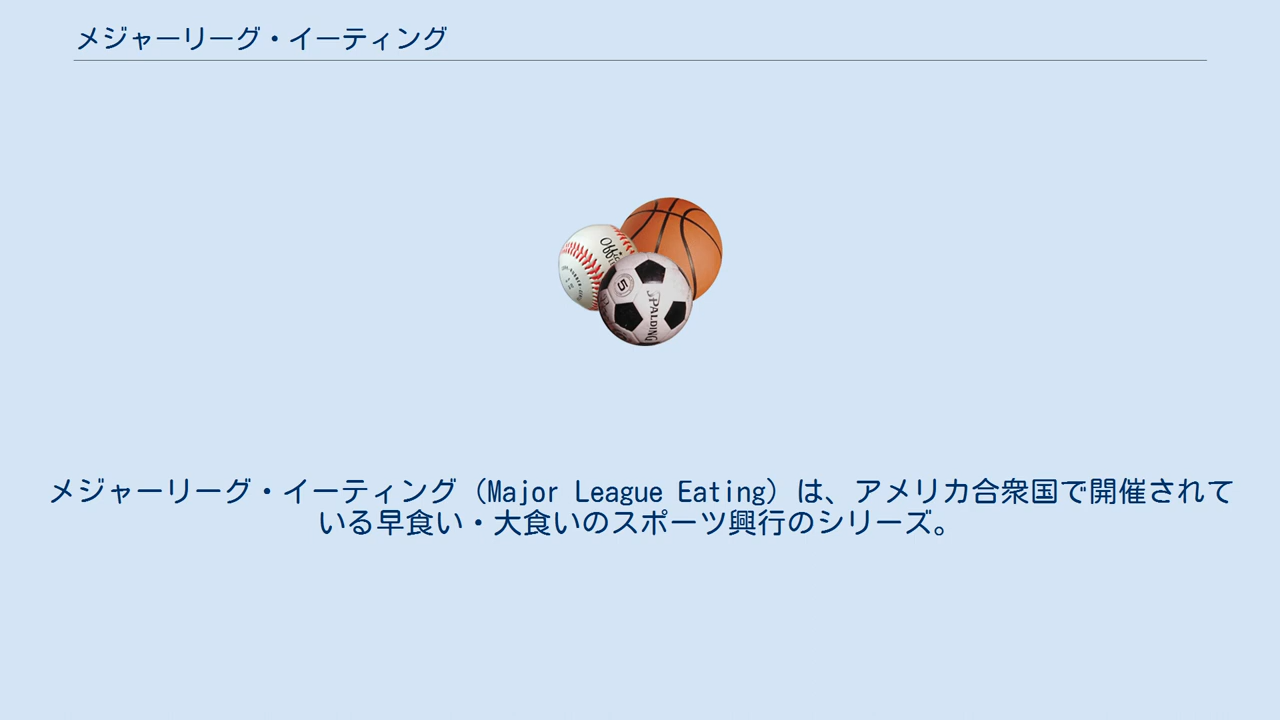 メジャーリーグ・イーティング
Offi
5
SPALDING
メジャーリーグ・イーティング（Major League Eating）は、アメリカ合衆国で開催されて
いる早食い・大食いのスポーツ興行のシリーズ。